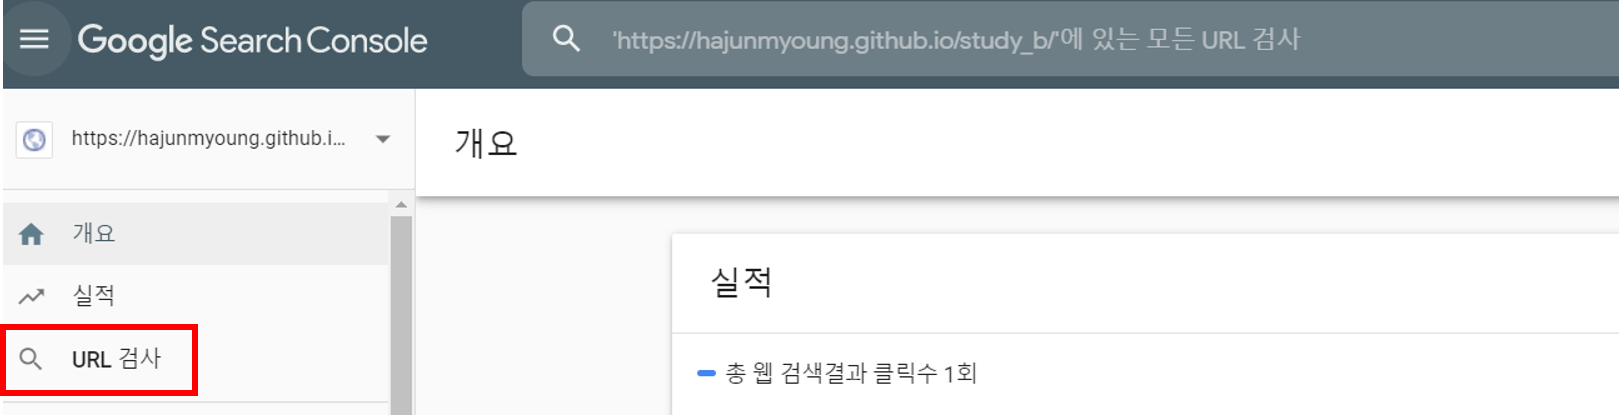 Google Search Console
'https://hajunmyoung.github.io/study_b/'에 있는 모든 URL 검사
https://hajunmyoung.github.i...
개요
개요
실적
URL 검사
실적
총 웹 검색결과 클릭수 1회